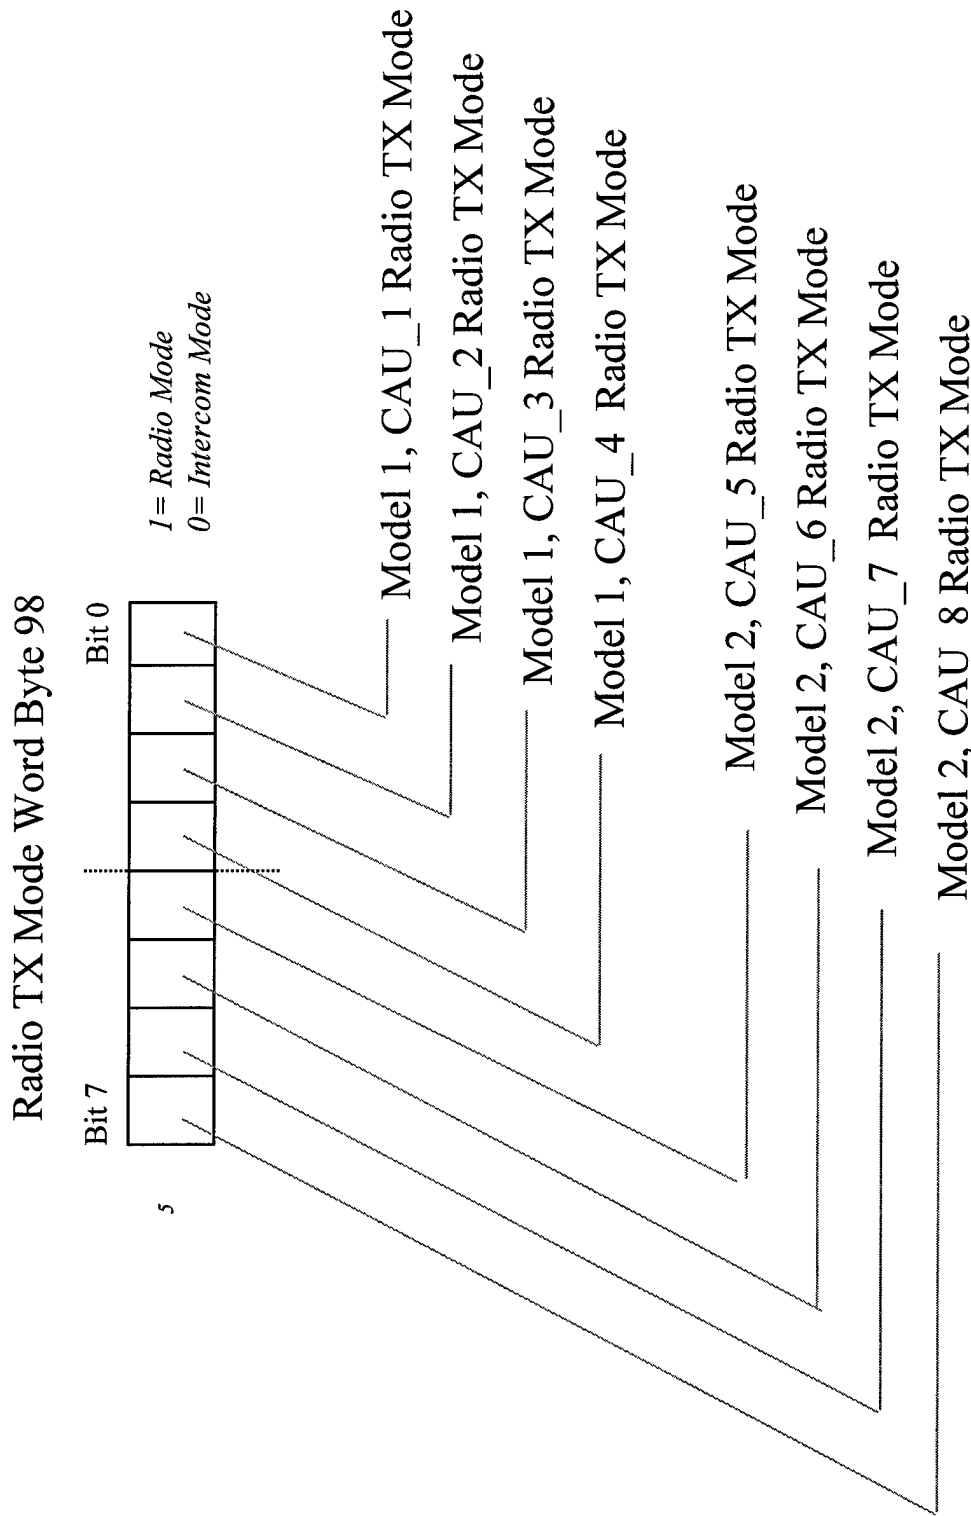 Radio TX Mode Word Byte 98
Bit 7
Bit 0
5
1= Radio Mode
0= Intercom Mode
Model 1, CAU_1 Radio TX Mode
Model 1, CAU_2 Radio TX Mode
Model 1, CAU_3 Radio TX Mode
Model 1, CAU_4 Radio TX Mode
Model 2, CAU_5 Radio TX Mode
Model 2, CAU_6 Radio TX Mode
Model 2, CAU_7 Radio TX Mode
Model 2, CAU 8 Radio TX Mode